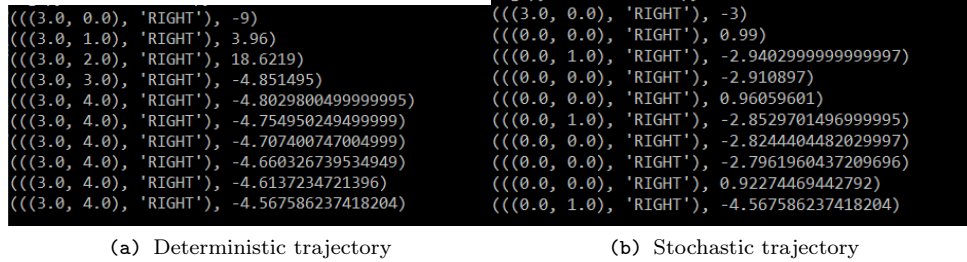 (((3.0, 0.0), 'RIGHT'), -9)
(((3.0, 1.0), 'RIGHT'), 3.96)
(((3.0, 2.0), 'RIGHT'), 18.6219)
(((3.0, 3.0), 'RIGHT'), -4.851495)
(((3.0, 4.0), 'RIGHT'), -4.8029800499999995)
(((3.0, 4.0), 'RIGHT'), -4.754950249499999)
(((3.0, 4.0), 'RIGHT'), -4.707400747004999)
(((3.0, 4.0), 'RIGHT'), -4.660326739534949)
(((3.0, 4.0), 'RIGHT'), -4.6137234721396)
(((3.0, 4.0), 'RIGHT'), -4.567586237418204)
(a) Deterministic trajectory
(((3.0, 0.0), 'RIGHT'), -3)
(((0.0, 0.0), 'RIGHT'), 0.99)
(((0.0, 1.0), 'RIGHT'), -2.9402999999999997)
(((0.0, 0.0), 'RIGHT'), -2.910897)
(((0.0, 0.0), 'RIGHT'), 0.96059601)
(((0.0, 1.0), 'RIGHT'), -2.8529701496999995)
(((0.0, 0.0), 'RIGHT'), -2.8244404482029997)
(((0.0, 0.0), 'RIGHT'), -2.7961960437209696)
(((0.0, 0.0), 'RIGHT'), 0.92274469442792)
(((0.0, 1.0), 'RIGHT'), -4.567586237418204)
(b) Stochastic trajectory